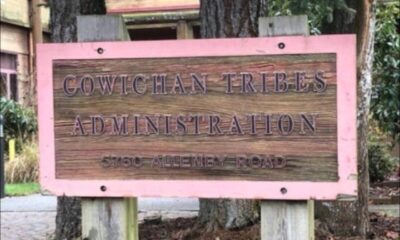 COWICHAN TRIBES
ADMINISTRATION
5760 ALLENBY ROAD